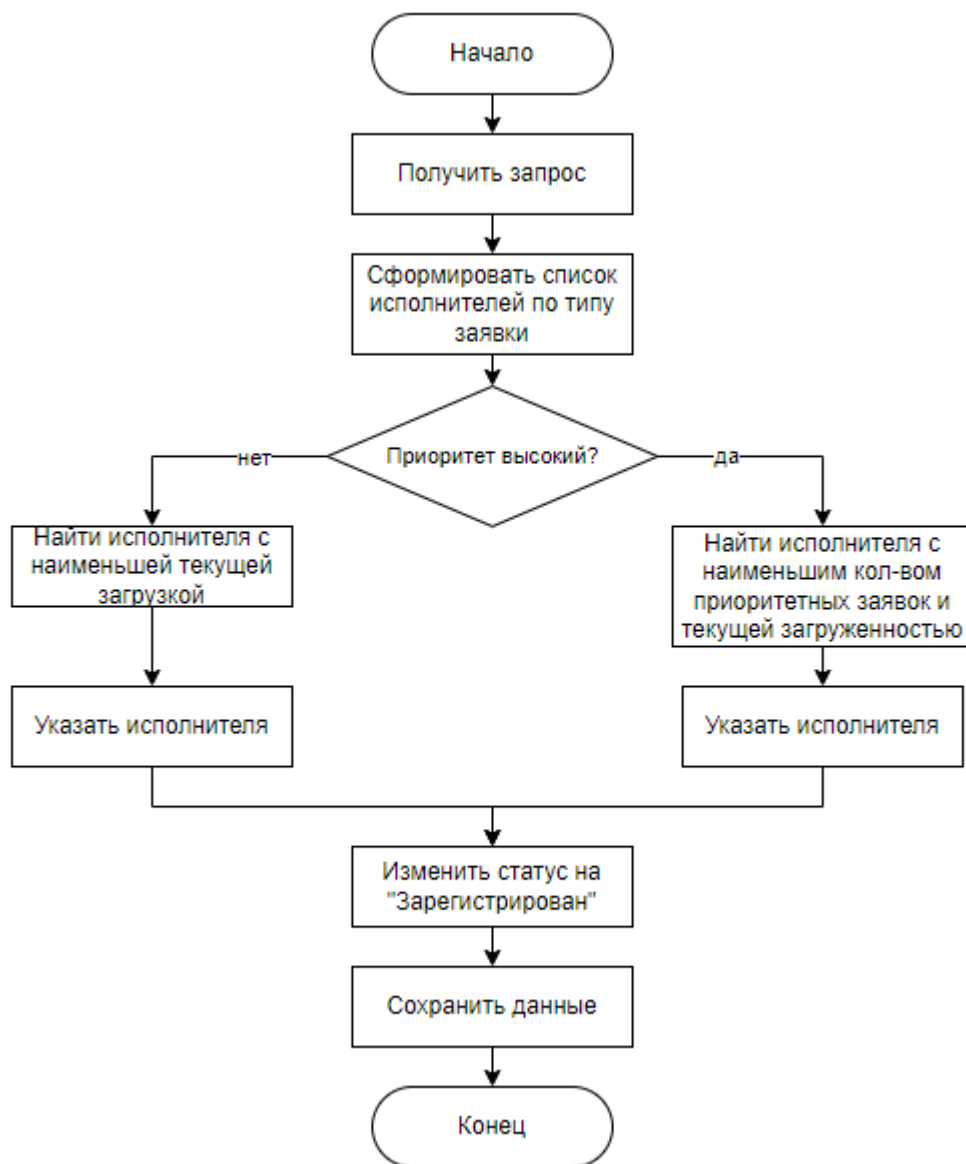 Начало
Получить запрос
Сформировать список
исполнителей по типу
заявки
Приоритет высокий?
нет
да
Найти исполнителя с
наименьшей текущей
загрузкой
Найти исполнителя с
наименьшим кол-вом
приоритетных заявок и
текущей загруженностью
Указать исполнителя
Указать исполнителя
Изменить статус на
"Зарегистрирован"
Сохранить данные
Конец